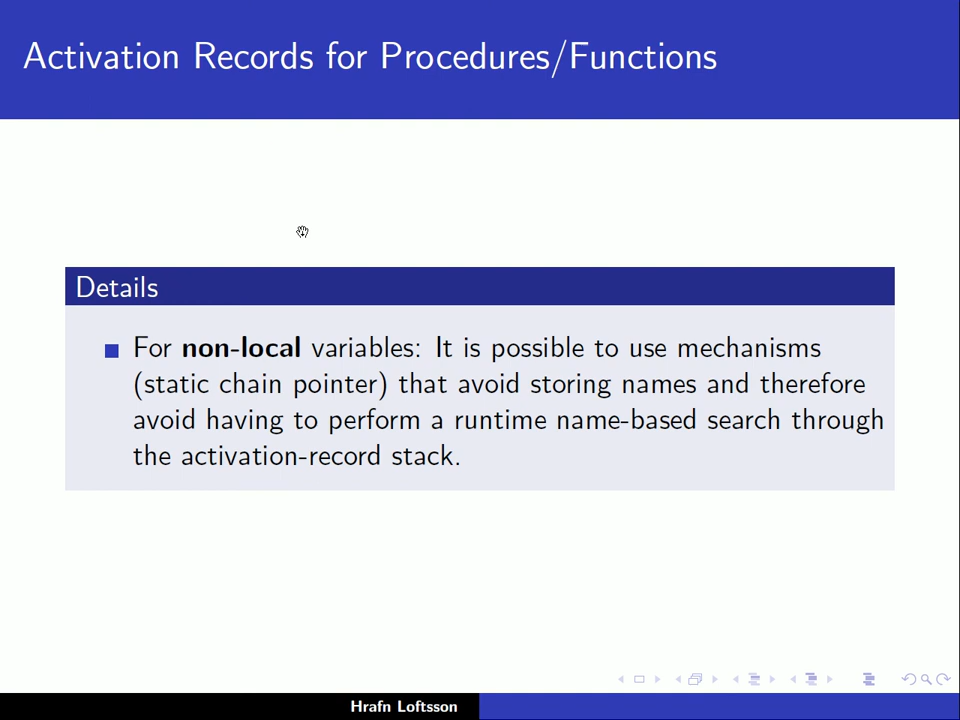 Activation Records for Procedures/Functions
Details
For non-local variables: It is possible to use mechanisms
(static chain pointer) that avoid storing names and therefore
avoid having to perform a runtime name-based search through
the activation-record stack.
Hrafn Loftsson